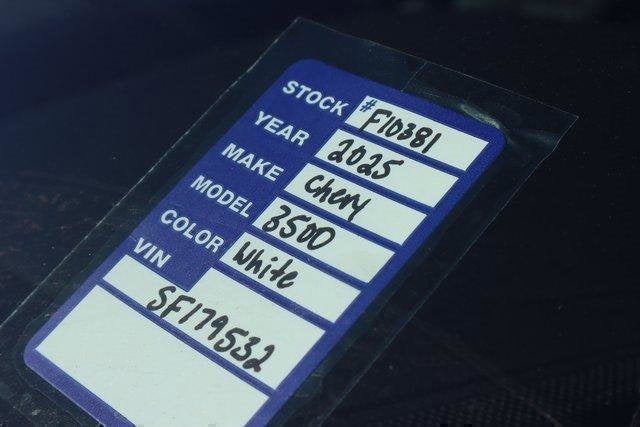 STOCK # F10381
YEAR 2025
MAKE Chevy
MODEL 3500
COLOR White
VIN SF179532